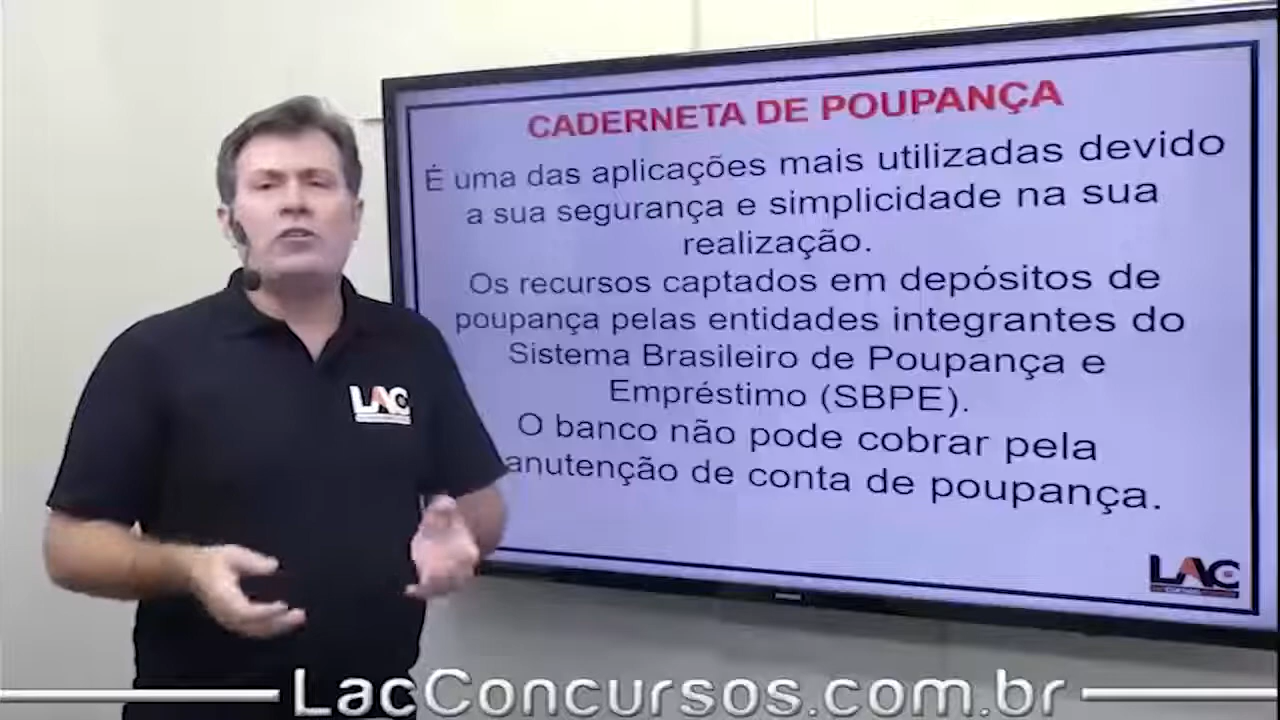 CADERNETA DE POUPANÇA
É uma das aplicações mais utilizadas devido
a sua segurança e simplicidade na sua
realização.
Os recursos captados em depósitos de
poupança pelas entidades integrantes do
Sistema Brasileiro de Poupança e
Empréstimo (SBPE).
O banco não pode cobrar pela
anutenção de conta de poupança.
LAC
LAC
LacConcursos.com.br